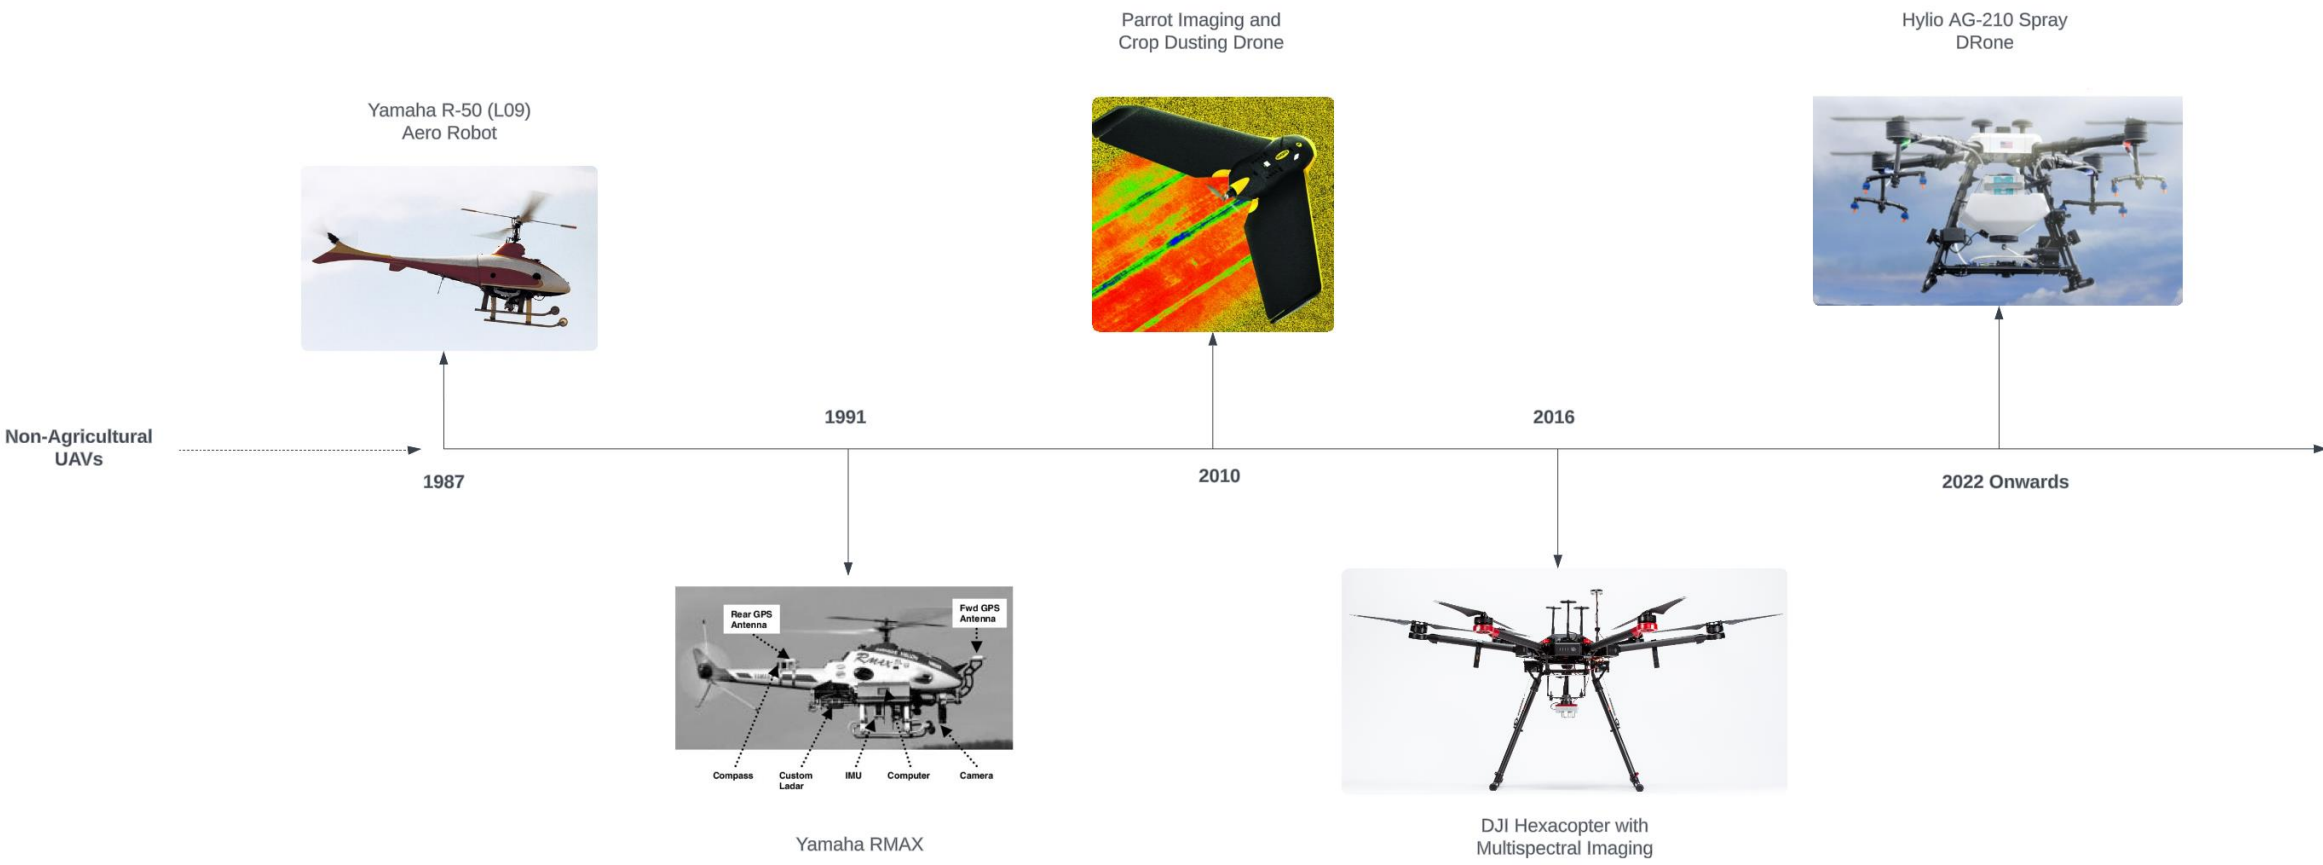 Parrot Imaging and
Crop Dusting Drone
Hylio AG-210 Spray
DRone
Yamaha R-50 (L09)
Aero Robot
1991
2016
Non-Agricultural
UAVs
1987
2010
2022 Onwards
Rear GPS
Antenna
Fwd GPS
Antenna
Rmax
Compass
Custom
Ladar
IMU
Computer
Camera
Yamaha RMAX
DJI Hexacopter with
Multispectral Imaging